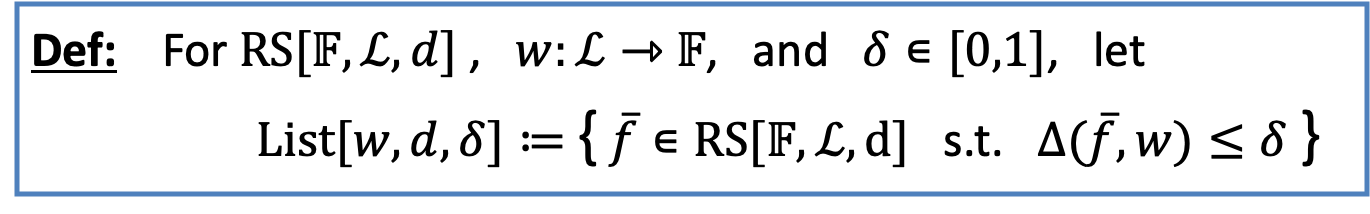 Def: For RS[𝔽, ℒ, d] , w: ℒ → 𝔽, and δ ∈ [0,1], let
List[w, d, δ] ≔ { f̄ ∈ RS[𝔽, ℒ, d] s.t. Δ(f̄, w) ≤ δ }